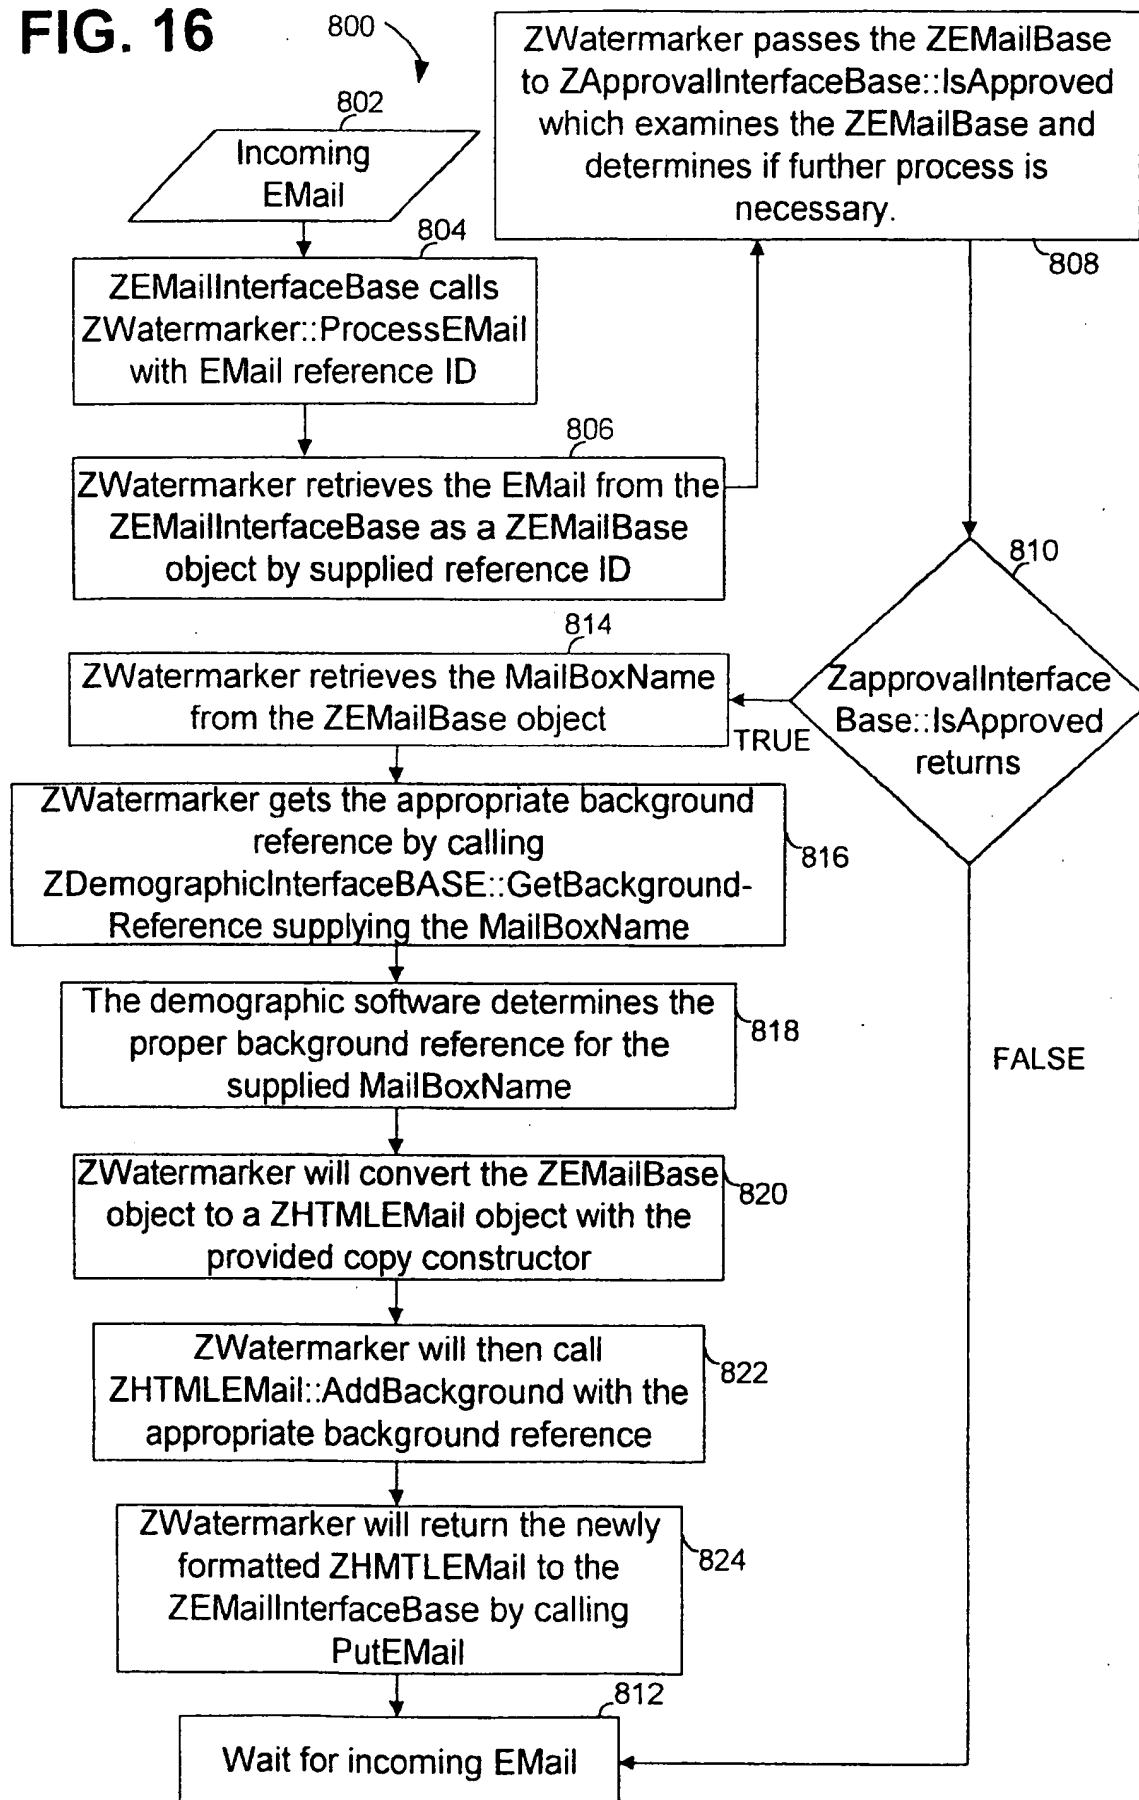 FIG. 16
800
802
Incoming
EMail
804
ZEMailInterfaceBase calls
ZWatermarker::ProcessEMail
with EMail reference ID
806
ZWatermarker retrieves the EMail from the
ZEMailInterfaceBase as a ZEMailBase
object by supplied reference ID
ZWatermarker passes the ZEMailBase
to ZApprovalInterfaceBase::IsApproved
which examines the ZEMailBase and
determines if further process is
necessary.
808
810
ZapprovalInterface
Base::IsApproved
returns
TRUE
FALSE
814
ZWatermarker retrieves the MailBoxName
from the ZEMailBase object
ZWatermarker gets the appropriate background
reference by calling
ZDemographicInterfaceBASE::GetBackground-
Reference supplying the MailBoxName
816
The demographic software determines the
proper background reference for the
supplied MailBoxName
818
ZWatermarker will convert the ZEMailBase
object to a ZHTMLEMail object with the
provided copy constructor
820
ZWatermarker will then call
ZHTMLEMail::AddBackground with the
appropriate background reference
822
ZWatermarker will return the newly
formatted ZHMTLEMail to the
ZEMailInterfaceBase by calling
PutEMail
824
812
Wait for incoming EMail